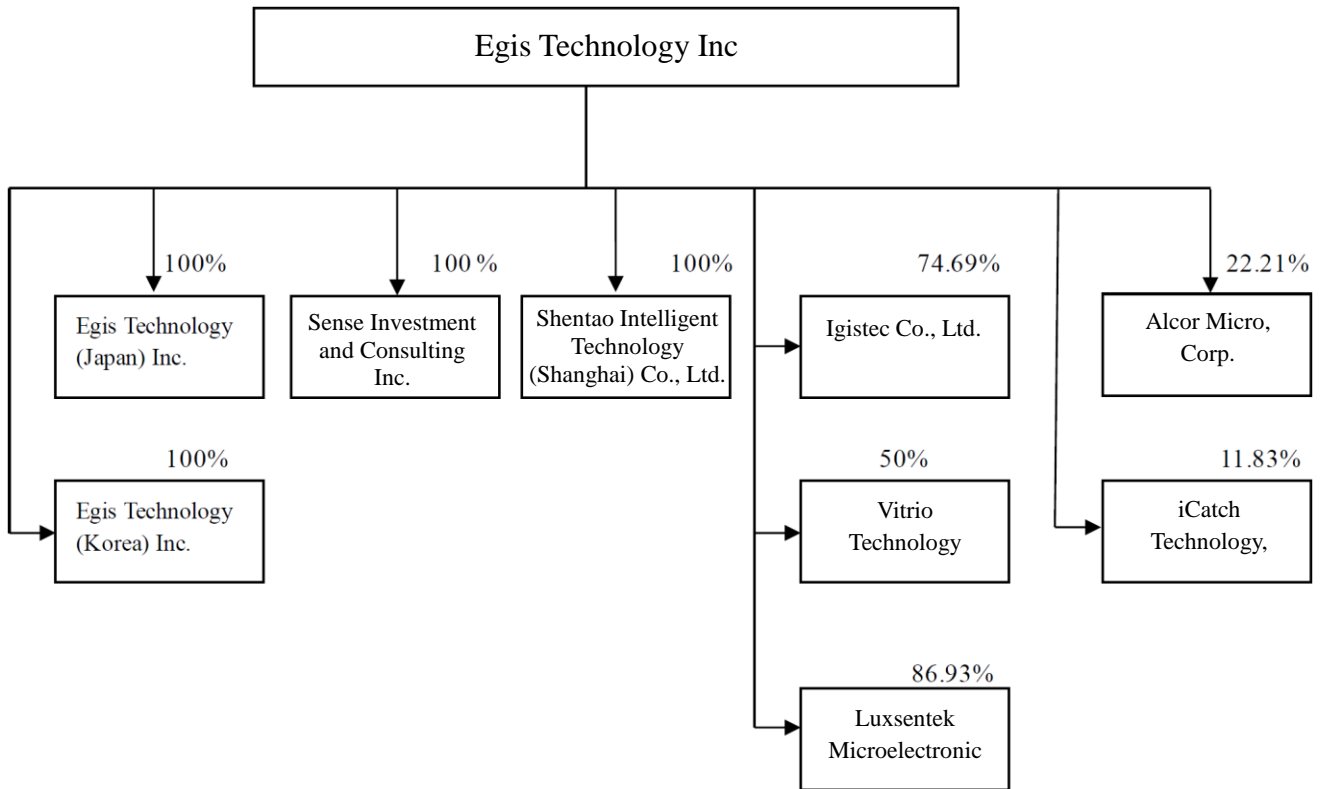 Egis Technology Inc
100%
100 %
100%
74.69%
22.21%
Egis Technology
(Japan) Inc.
Sense Investment
and Consulting
Inc.
Shentao Intelligent
Technology
(Shanghai) Co., Ltd.
Igistec Co., Ltd.
Alcor Micro,
Corp.
100%
50%
11.83%
Egis Technology
(Korea) Inc.
Vitrio
Technology
iCatch
Technology,
86.93%
Luxsentek
Microelectronic